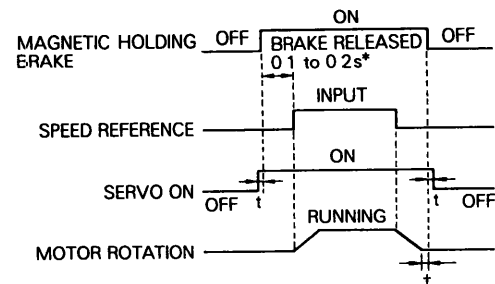 ON
MAGNETIC HOLDING BRAKE OFF BRAKE RELEASED OFF
0 1 to 0 2s*
INPUT
SPEED REFERENCE
ON
SERVO ON OFF t t OFF
RUNNING
MOTOR ROTATION
t